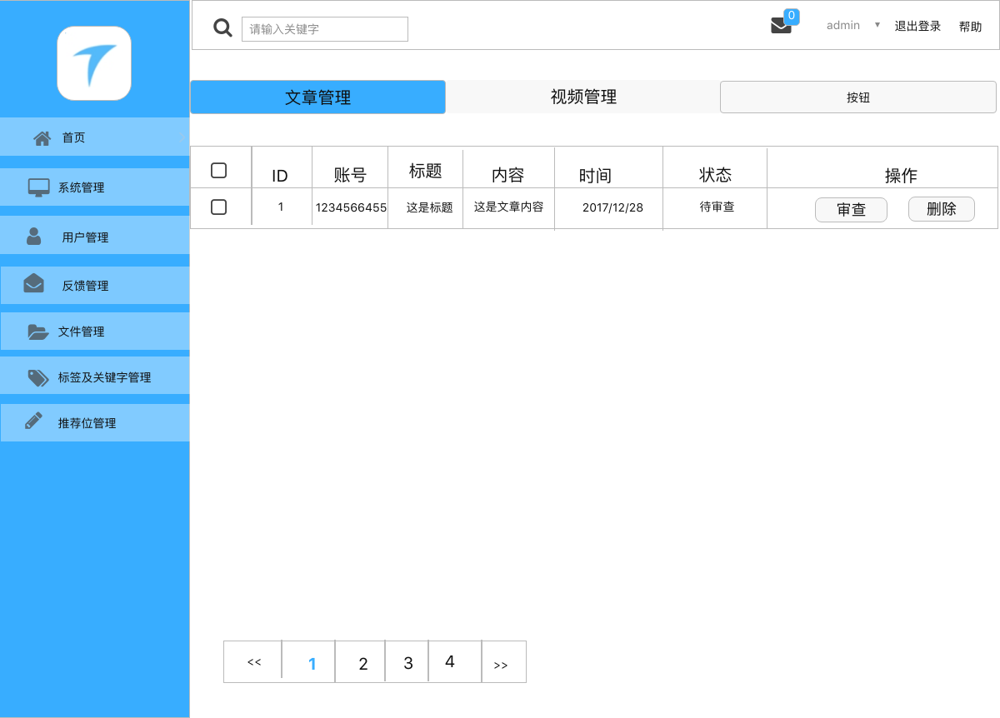 请输入关键字
0
admin ▼ 退出登录 帮助
文章管理 视频管理 按钮
首页
系统管理
用户管理
反馈管理
文件管理
标签及关键字管理
推荐位管理
ID 账号 标题 内容 时间 状态 操作
1 1234566455 这是标题 这是文章内容 2017/12/28 待审查 审查 删除
<< 1 2 3 4 >>